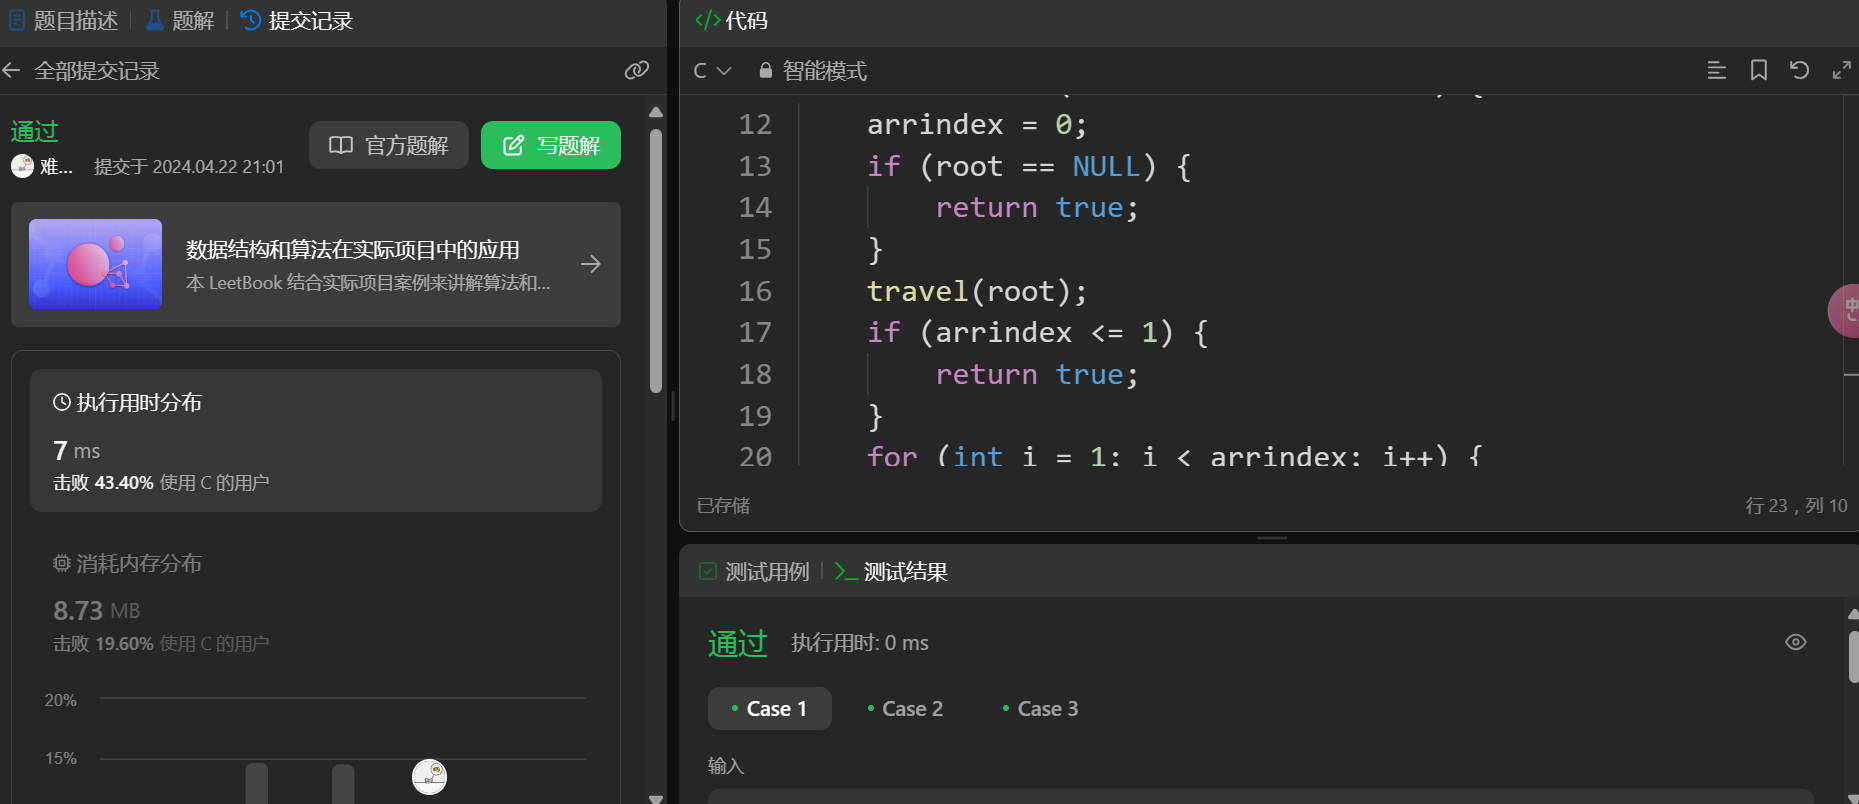 题目描述 | 题解 | 提交记录
全部提交记录
通过
难... 提交于 2024.04.22 21:01
官方题解
写题解
数据结构和算法在实际项目中的应用
本 LeetBook 结合实际项目案例来讲解算法和...
执行用时分布
7 ms
击败 43.40% 使用 C 的用户
消耗内存分布
8.73 MB
击败 19.60% 使用 C 的用户
20%
15%
</> 代码
C 智能模式
12 arrindex = 0;
13 if (root == NULL) {
14 return true;
15 }
16 travel(root);
17 if (arrindex <= 1) {
18 return true;
19 }
20 for (int i = 1; i < arrindex; i++) {
已存储
行 23，列 10
中
测试用例 | >_ 测试结果
通过 执行用时: 0 ms
Case 1
Case 2
Case 3
输入